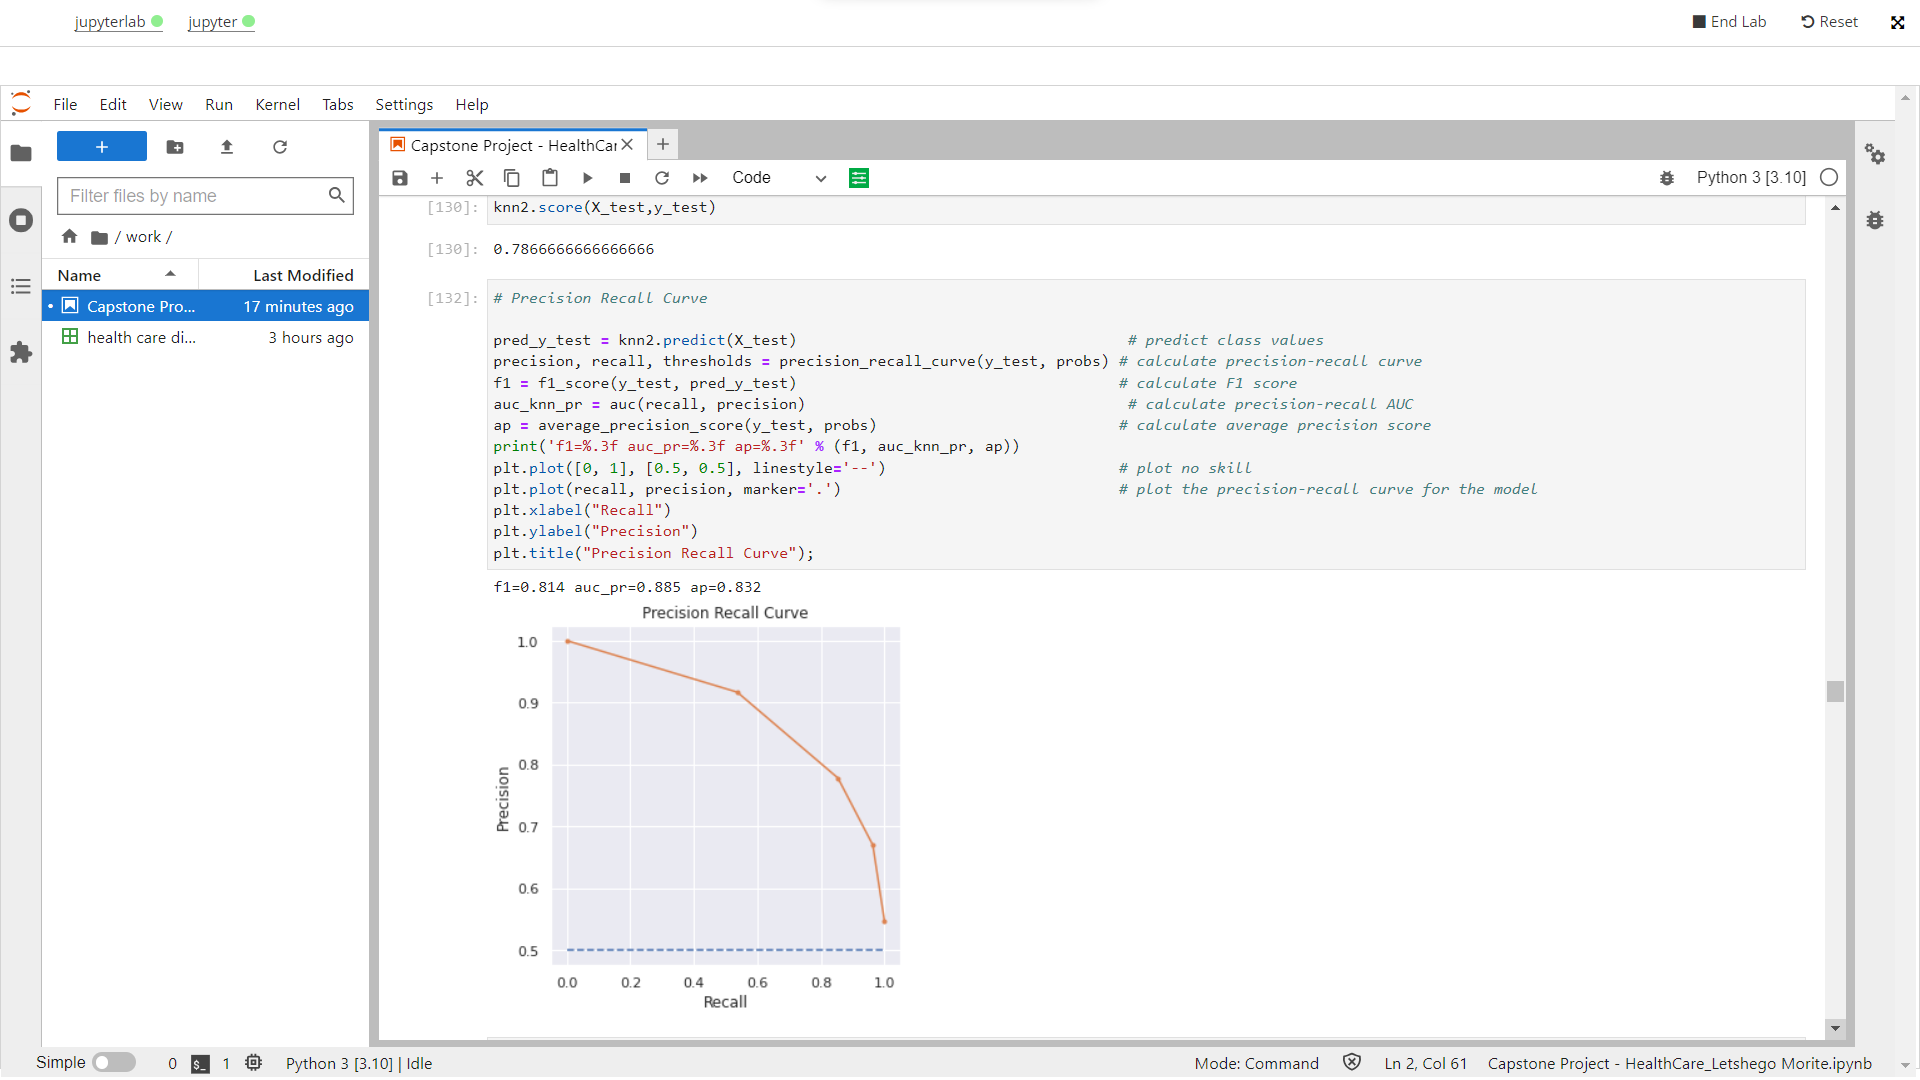 jupyterlab jupyter End Lab Reset
File Edit View Run Kernel Tabs Settings Help
Filter files by name
/ work /
Name Last Modified
Capstone Pro... 17 minutes ago
health care di... 3 hours ago
Capstone Project - HealthCar
Code Python 3 [3.10]
[130]: knn2.score(X_test,y_test)
[130]: 0.7866666666666666
[132]: # Precision Recall Curve
pred_y_test = knn2.predict(X_test) # predict class values
precision, recall, thresholds = precision_recall_curve(y_test, probs) # calculate precision-recall curve
f1 = f1_score(y_test, pred_y_test) # calculate F1 score
auc_knn_pr = auc(recall, precision) # calculate precision-recall AUC
ap = average_precision_score(y_test, probs) # calculate average precision score
print('f1=%.3f auc_pr=%.3f ap=%.3f' % (f1, auc_knn_pr, ap))
plt.plot([0, 1], [0.5, 0.5], linestyle='--') # plot no skill
plt.plot(recall, precision, marker='.') # plot the precision-recall curve for the model
plt.xlabel("Recall")
plt.ylabel("Precision")
plt.title("Precision Recall Curve");
f1=0.814 auc_pr=0.885 ap=0.832
Precision Recall Curve
1.0
0.9
0.8
0.7
0.6
0.5
Precision
0.0 0.2 0.4 0.6 0.8 1.0
Recall
Simple 0 $_ 1 Python 3 [3.10] | Idle Mode: Command Ln 2, Col 61 Capstone Project - HealthCare_Letshego Morite.ipynb